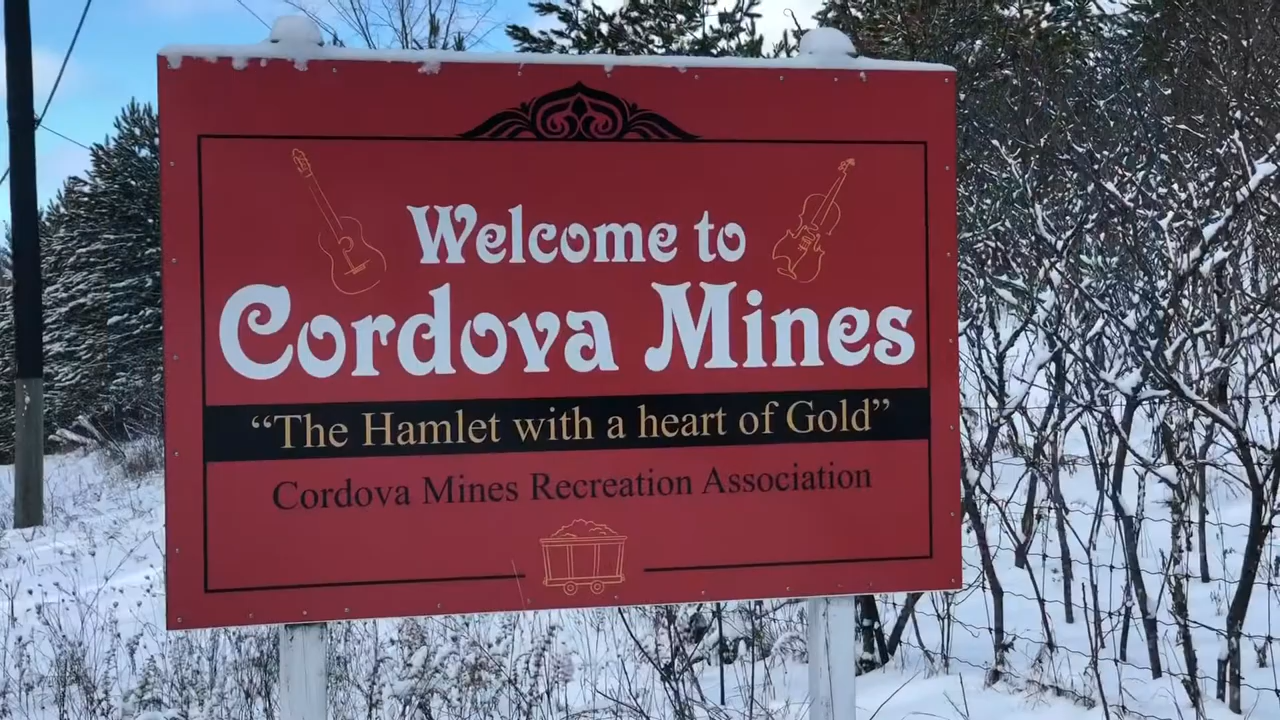 Welcome to
Cordova Mines
“The Hamlet with a heart of Gold”
Cordova Mines Recreation Association